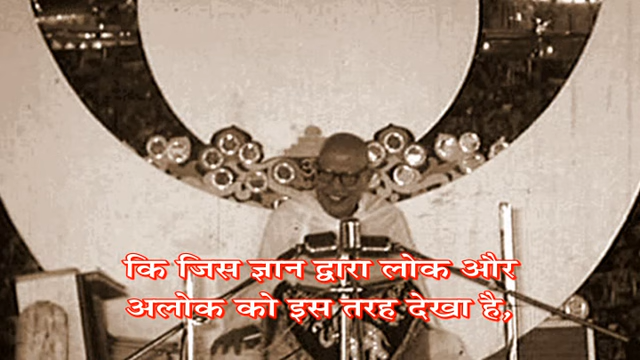 कि जिस ज्ञान द्वारा लोक और
अलोक को इस तरह देखा है,